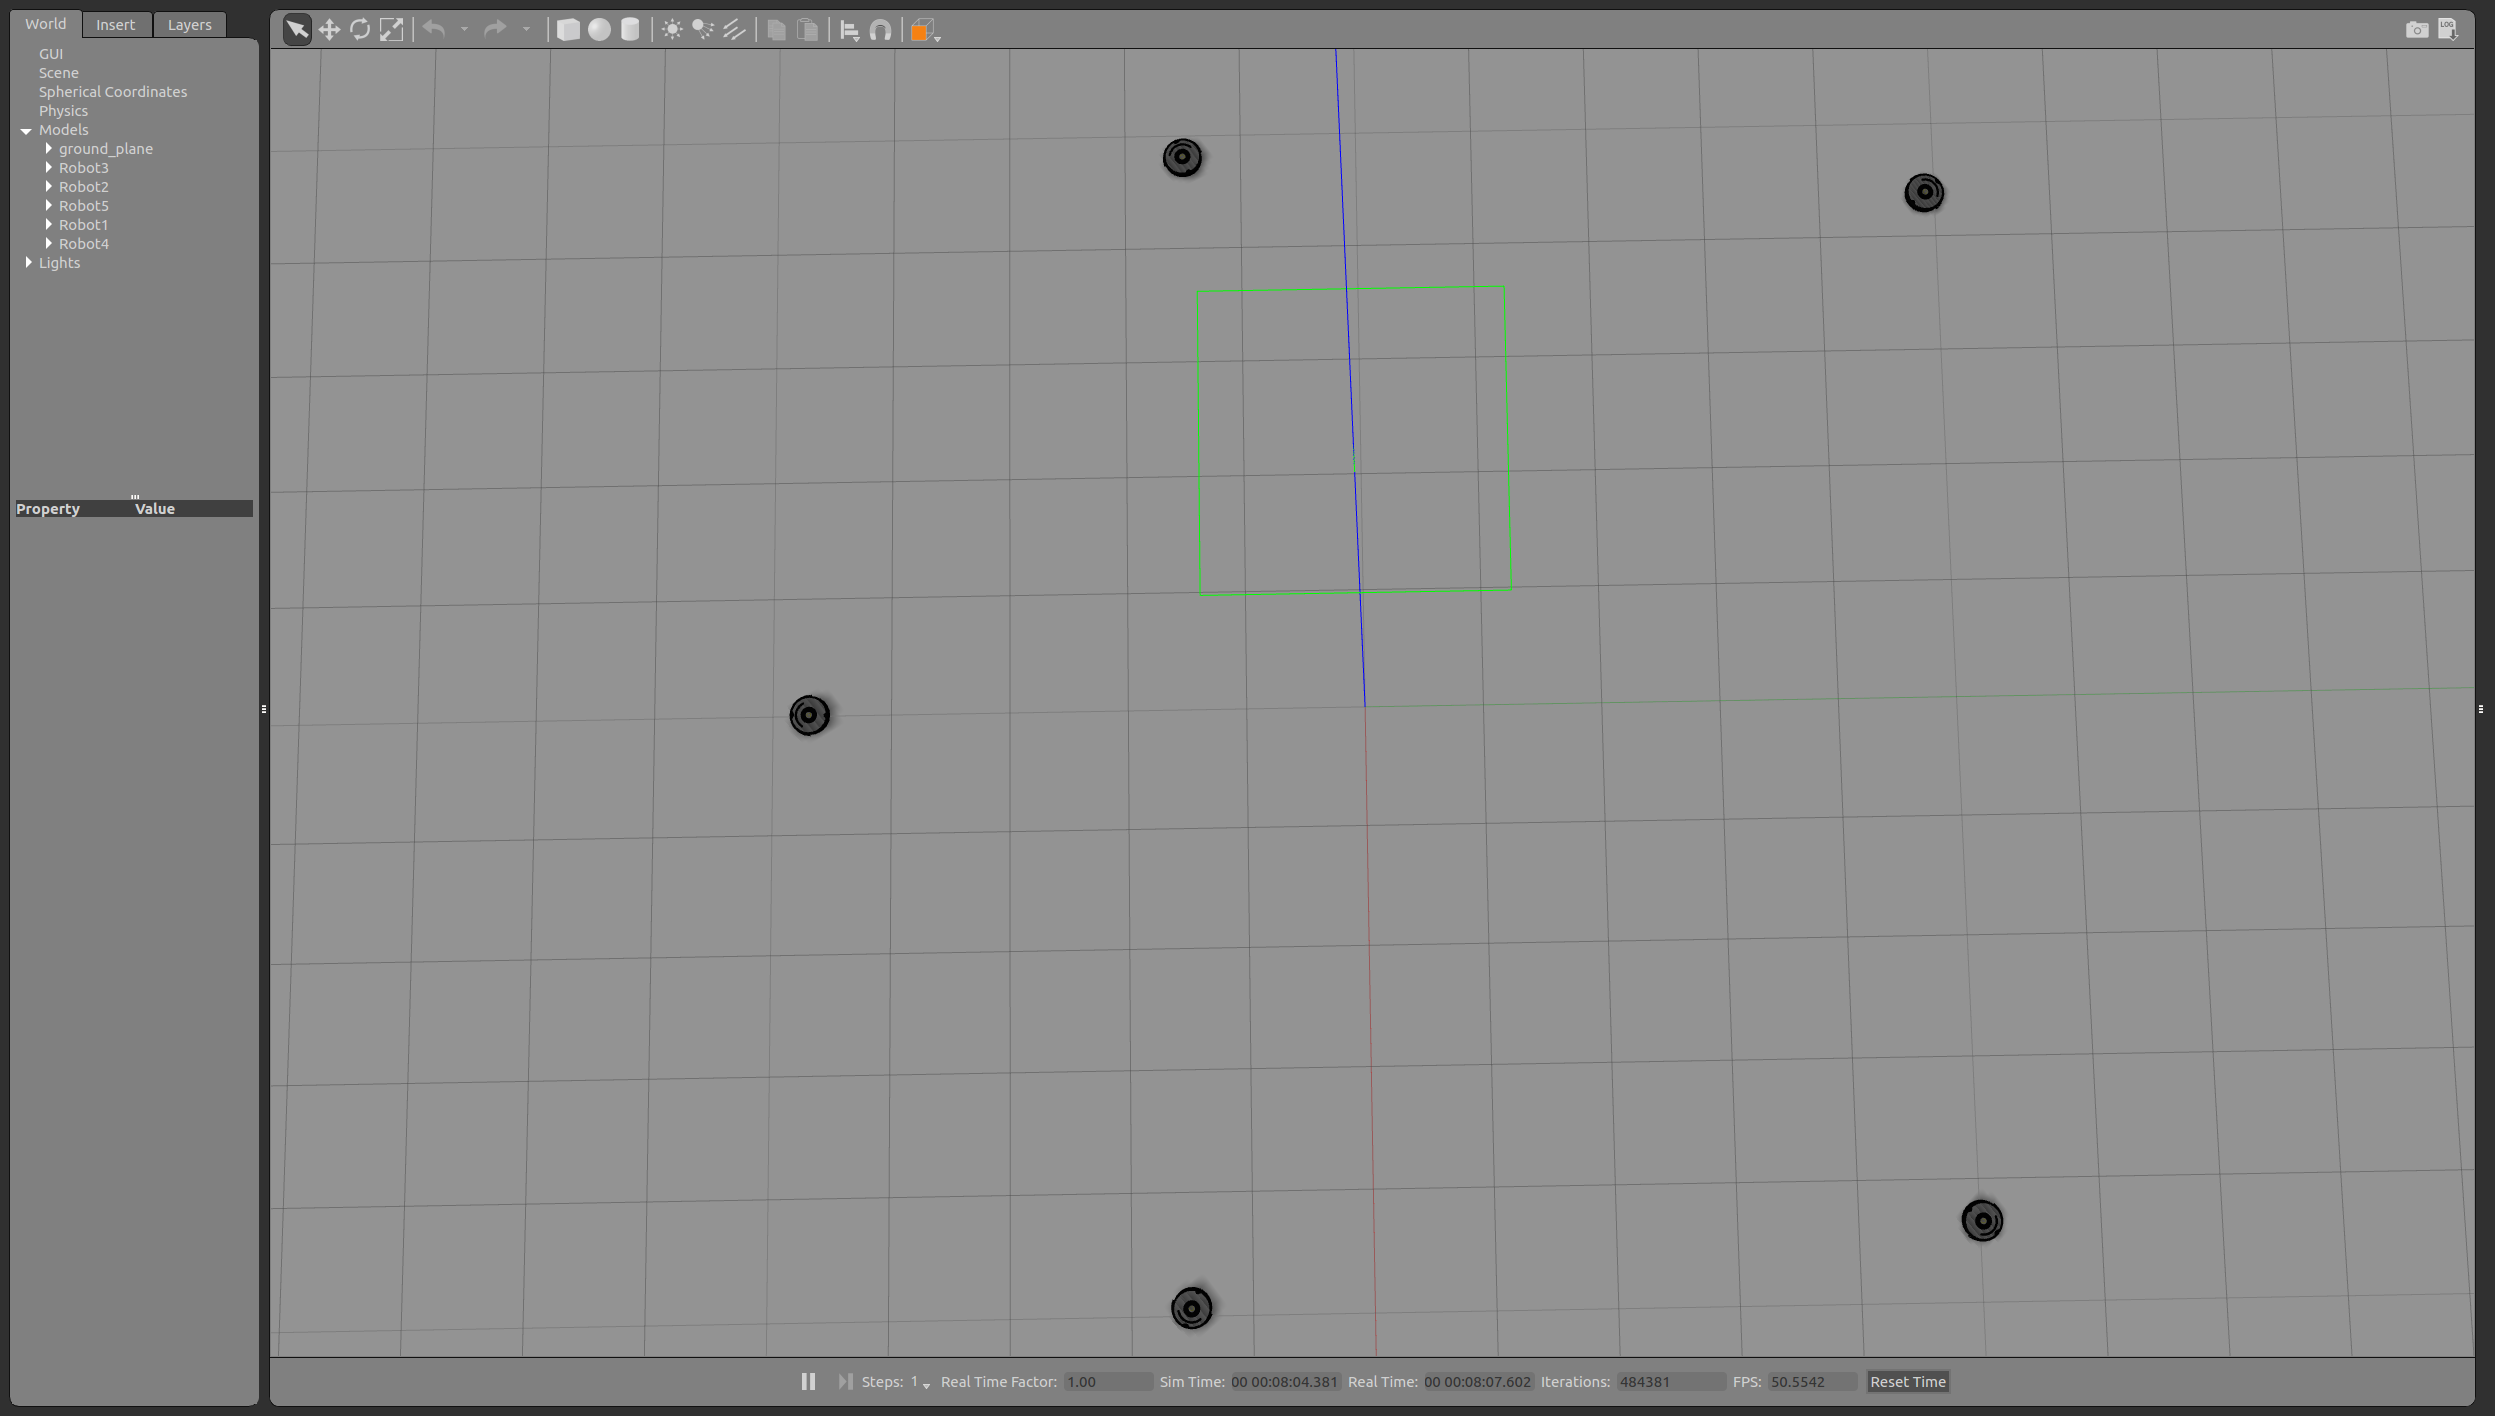 World Insert Layers
LOG
GUI
Scene
Spherical Coordinates
Physics
Models
ground_plane
Robot3
Robot2
Robot5
Robot1
Robot4
Lights
Property Value
Steps: 1 Real Time Factor: 1.00 Sim Time: 00 00:08:04.381 Real Time: 00 00:08:07.602 Iterations: 484381 FPS: 50.5542 Reset Time